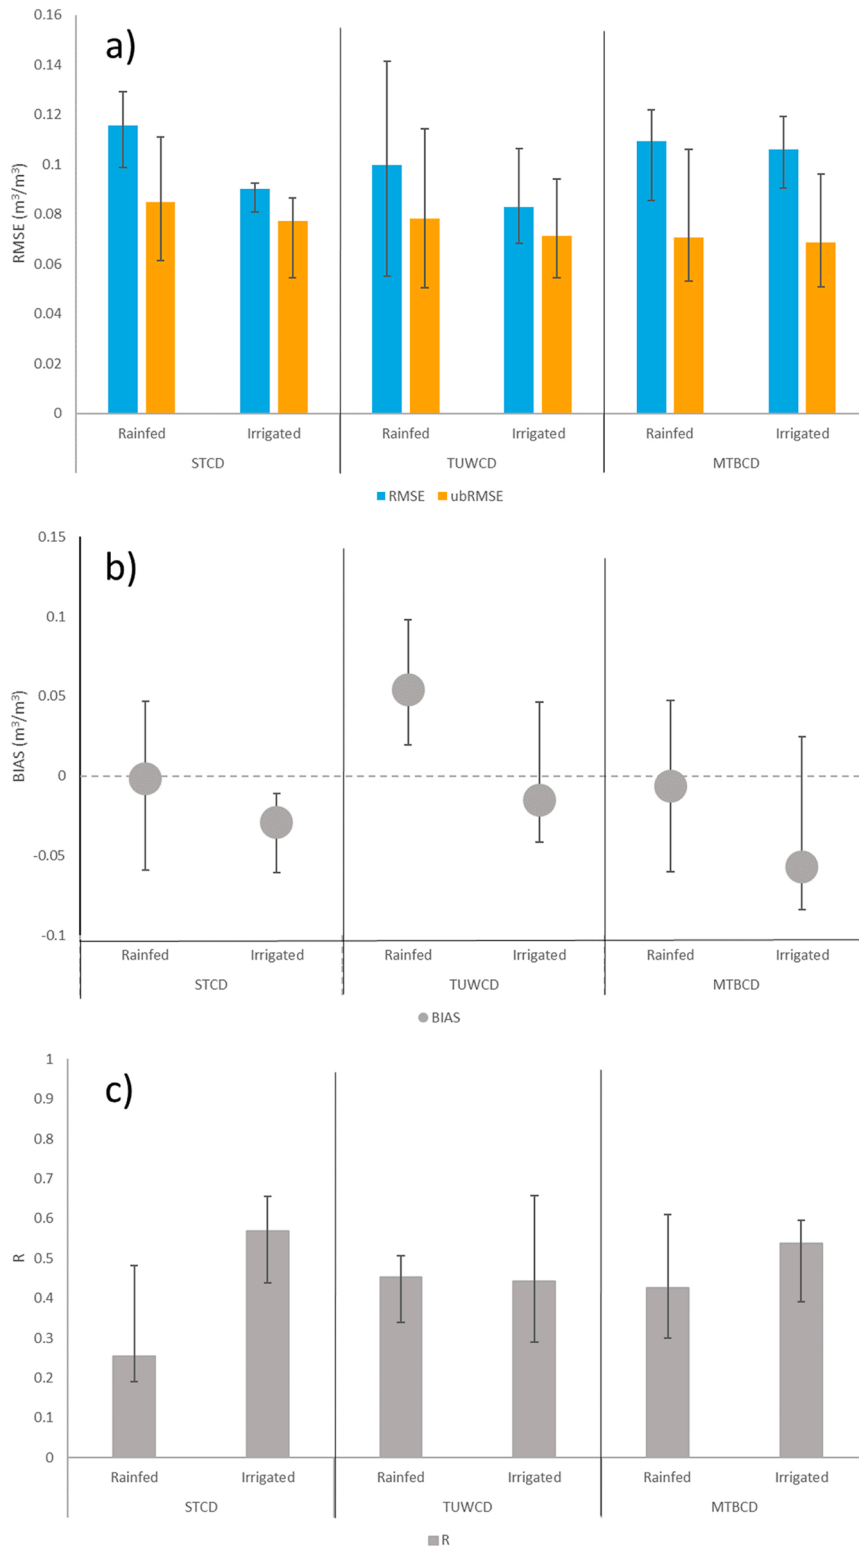 a)
RMSE (m³/m³)
0.16
0.14
0.12
0.1
0.08
0.06
0.04
0.02
0
Rainfed Irrigated Rainfed Irrigated Rainfed Irrigated
STCD TUWCD MTBCD
RMSE ubRMSE
b)
BIAS (m³/m³)
0.15
0.1
0.05
0
-0.05
-0.1
Rainfed Irrigated Rainfed Irrigated Rainfed Irrigated
STCD TUWCD MTBCD
BIAS
c)
R
1
0.9
0.8
0.7
0.6
0.5
0.4
0.3
0.2
0.1
0
Rainfed Irrigated Rainfed Irrigated Rainfed Irrigated
STCD TUWCD MTBCD
R